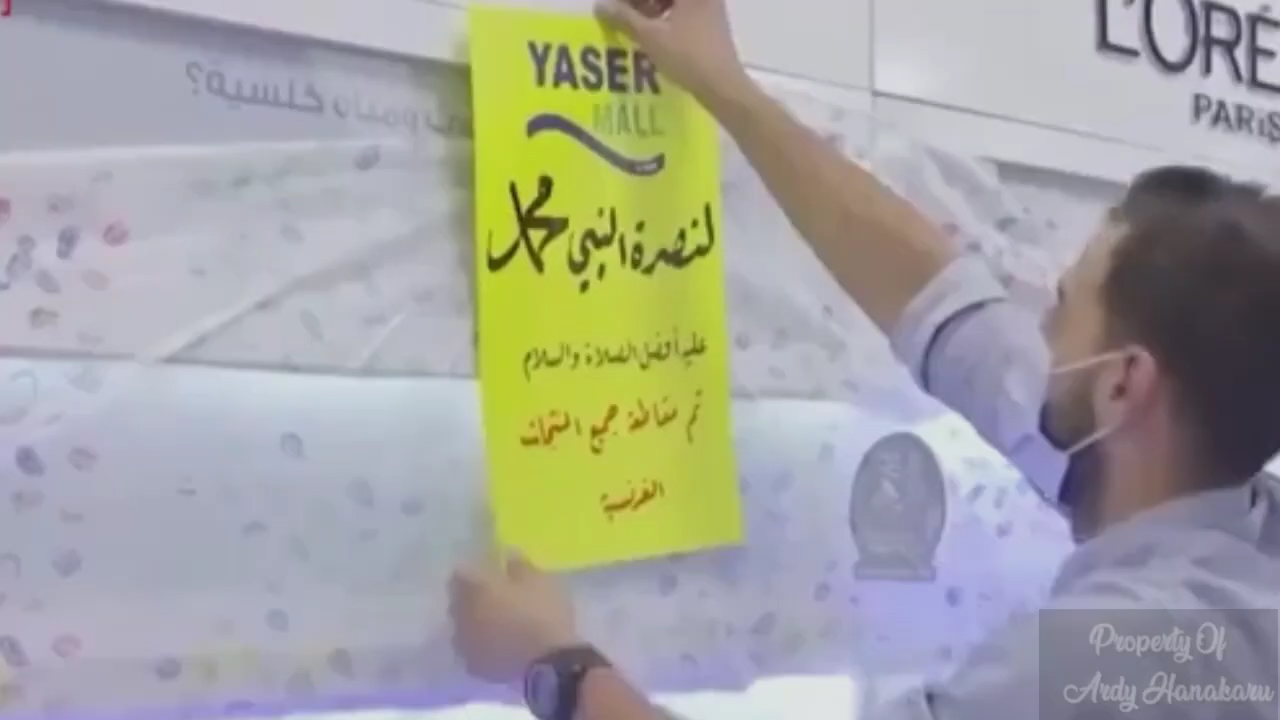 L'ORÉ
PARIS
YASER
MALL
لنصرة النبي محمد
عليه أفضل الصلاة والسلام
تم مقاطعة جميع المنتجات
الفرنسية
Property Of
Ardy Hanakaru